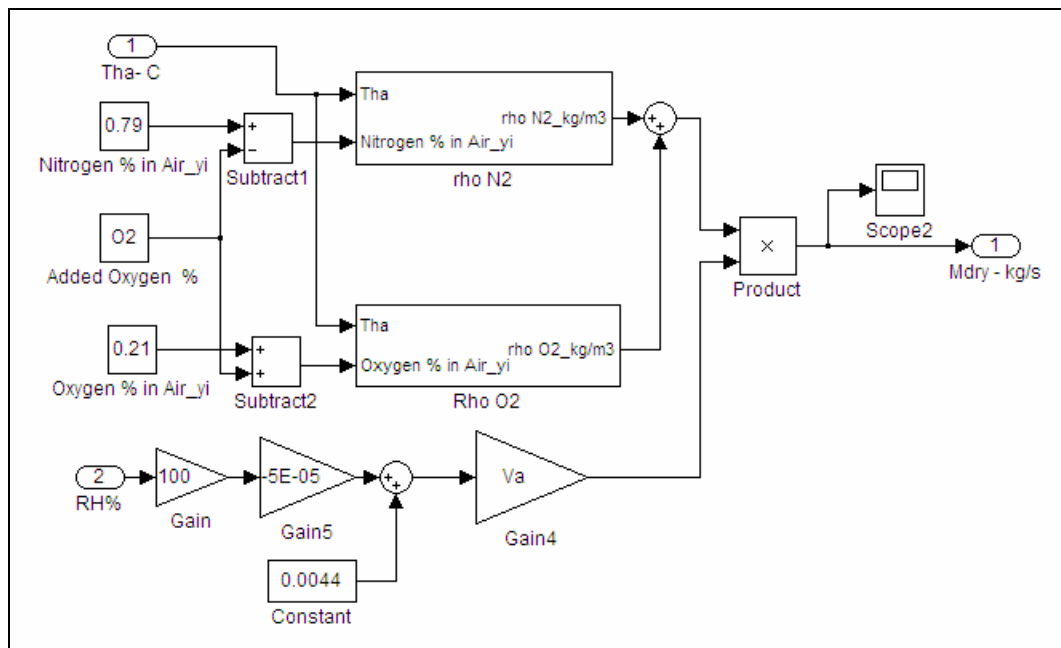 1
Tha- C
0.79
Nitrogen % in Air_yi
+
−
Subtract1
Tha
Nitrogen % in Air_yi
rho N2_kg/m3
rho N2
+
+
O2
Added Oxygen %
×
Product
Scope2
1
Mdry - kg/s
0.21
Oxygen % in Air_yi
+
+
Subtract2
Tha
Oxygen % in Air_yi
rho O2_kg/m3
Rho O2
2
RH%
100
Gain
-5E-05
Gain5
+
+
Va
Gain4
0.0044
Constant